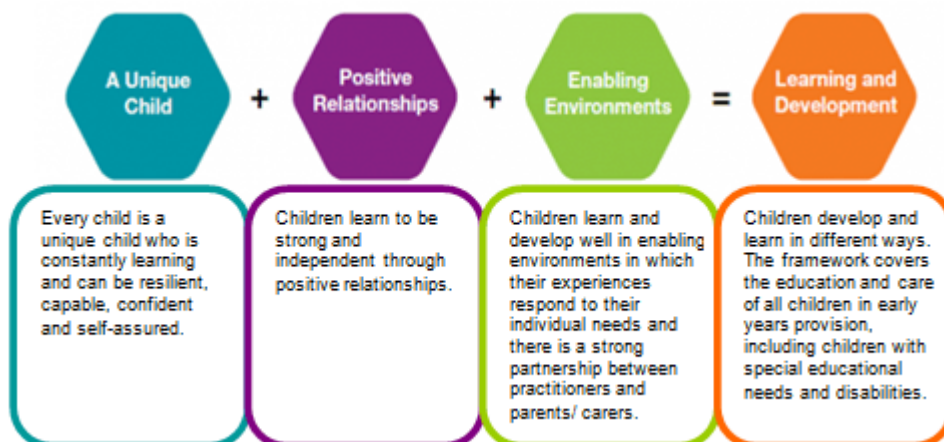 A Unique
Child
+
Positive
Relationships
+
Enabling
Environments
=
Learning and
Development
Every child is a
unique child who is
constantly learning
and can be resilient,
capable, confident
and self-assured.
Children learn to be
strong and
independent through
positive relationships.
Children learn and
develop well in enabling
environments in which
their experiences
respond to their
individual needs and
there is a strong
partnership between
practitioners and
parents/ carers.
Children develop and
learn in different ways.
The framework covers
the education and care
of all children in early
years provision,
including children with
special educational
needs and disabilities.